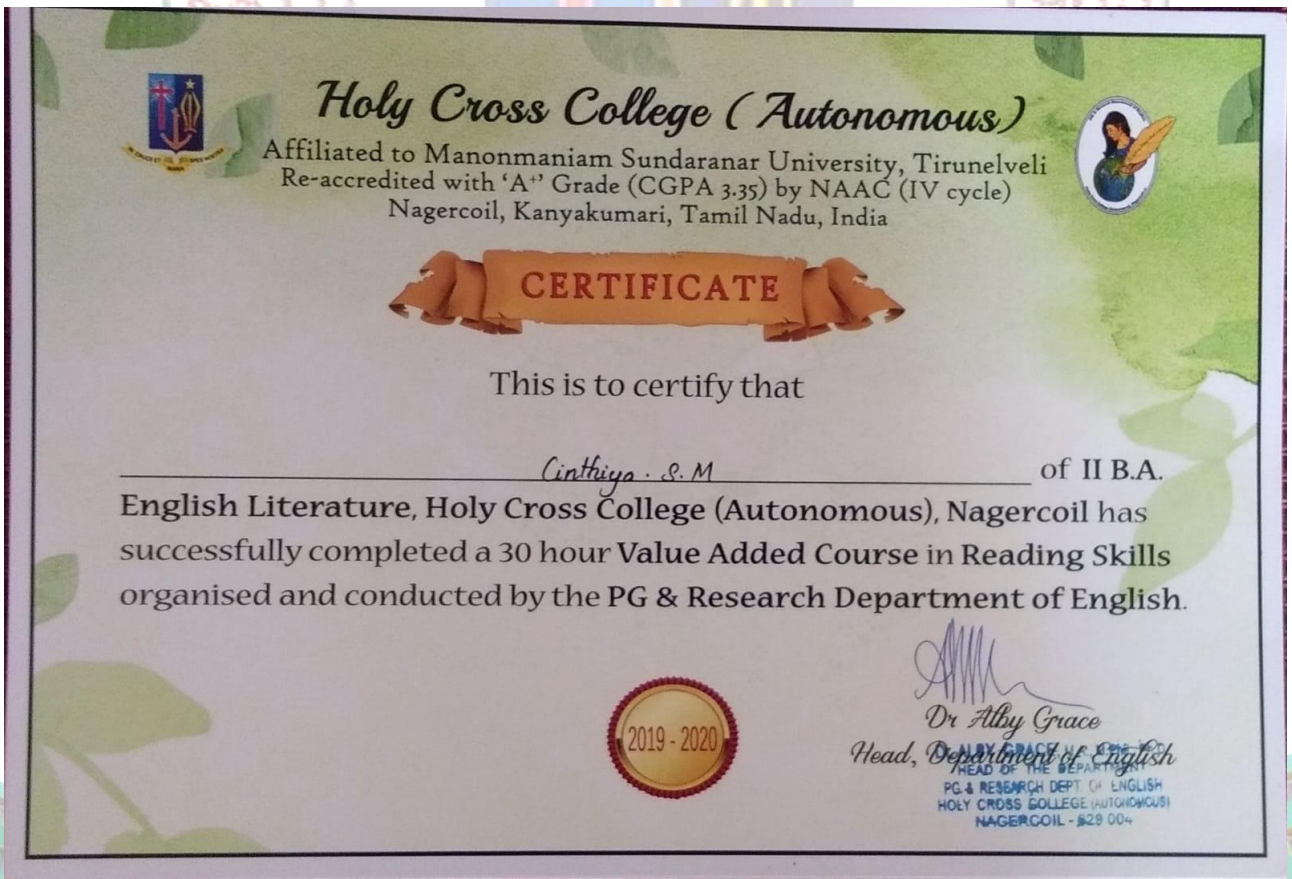 Holy Cross College (Autonomous)
Affiliated to Manonmaniam Sundaranar University, Tirunelveli
Re-accredited with 'A⁺' Grade (CGPA 3.35) by NAAC (IV cycle)
Nagercoil, Kanyakumari, Tamil Nadu, India
CERTIFICATE
This is to certify that
Cinthiya. S.M of II B.A.
English Literature, Holy Cross College (Autonomous), Nagercoil has
successfully completed a 30 hour Value Added Course in Reading Skills
organised and conducted by the PG & Research Department of English.
2019 - 2020
Dr Alby Grace
Head, Department of English
ALBY GRACE
HEAD OF THE DEPARTMENT
PG & RESEARCH DEPT. OF ENGLISH
HOLY CROSS COLLEGE (AUTONOMOUS)
NAGERCOIL - 629 004